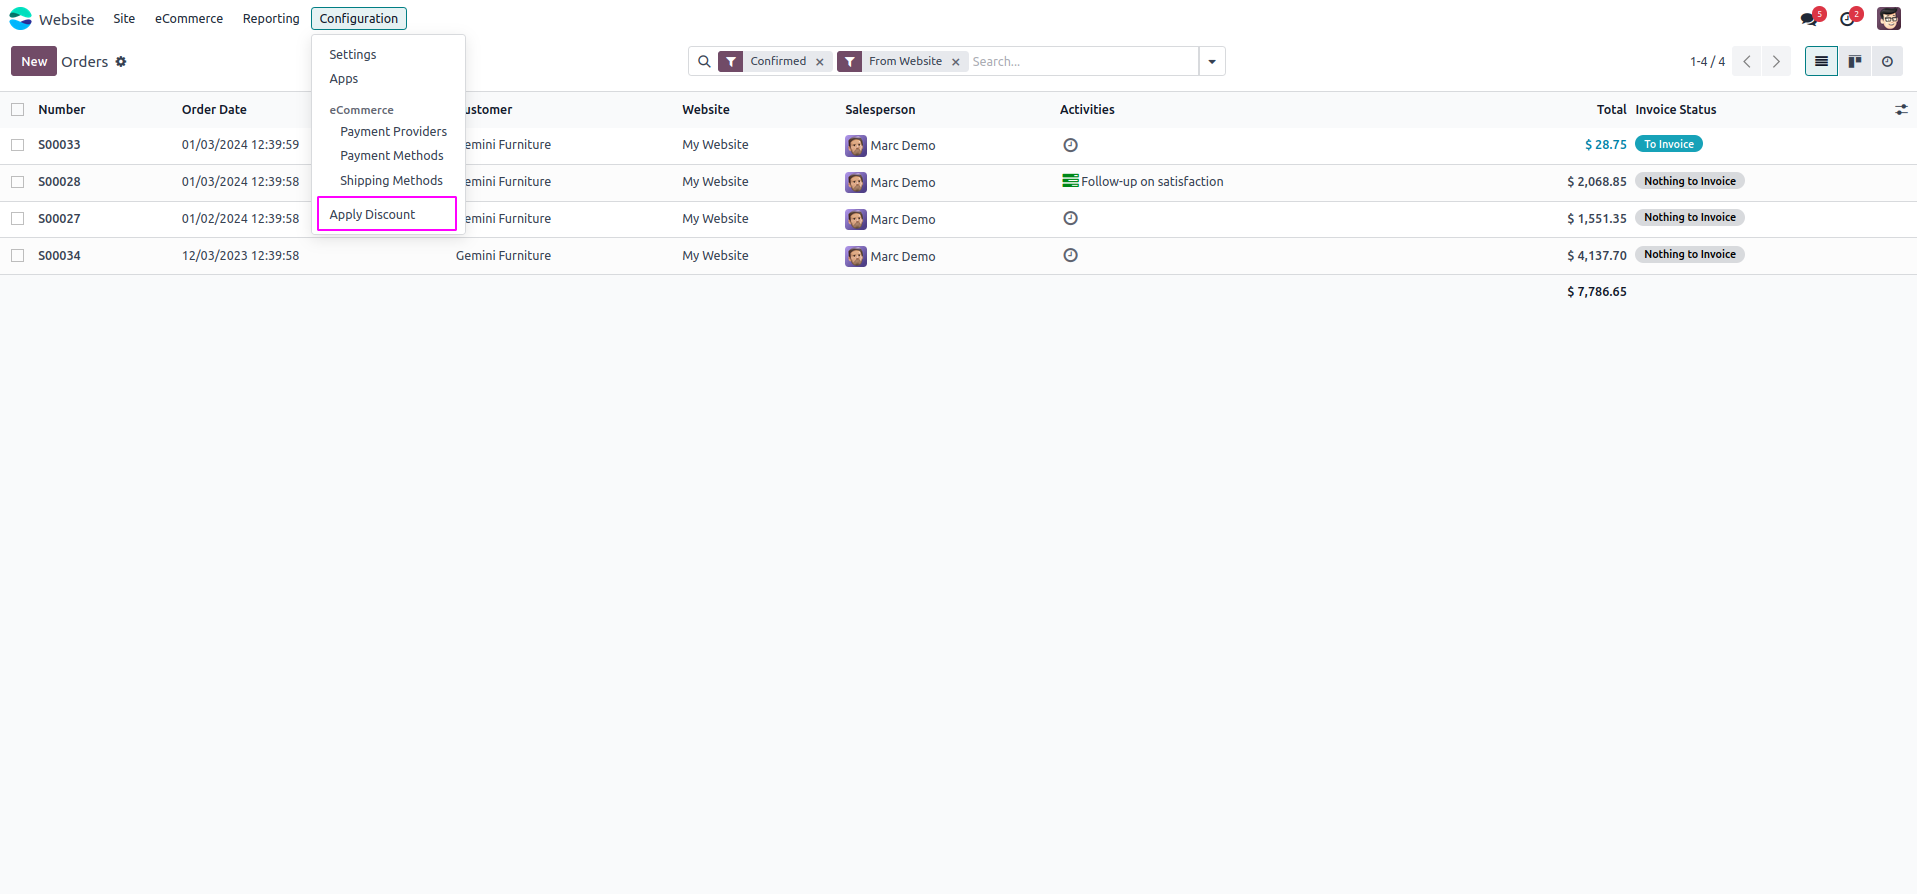 Website Site eCommerce Reporting Configuration 5 2
New Orders Confirmed × From Website × Search... 1-4 / 4
Settings
Apps
eCommerce
Payment Providers
Payment Methods
Shipping Methods
Apply Discount
Number Order Date ustomer Website Salesperson Activities Total Invoice Status
S00033 01/03/2024 12:39:59 emini Furniture My Website Marc Demo $ 28.75 To Invoice
S00028 01/03/2024 12:39:58 emini Furniture My Website Marc Demo Follow-up on satisfaction $ 2,068.85 Nothing to Invoice
S00027 01/02/2024 12:39:58 emini Furniture My Website Marc Demo $ 1,551.35 Nothing to Invoice
S00034 12/03/2023 12:39:58 Gemini Furniture My Website Marc Demo $ 4,137.70 Nothing to Invoice
$ 7,786.65